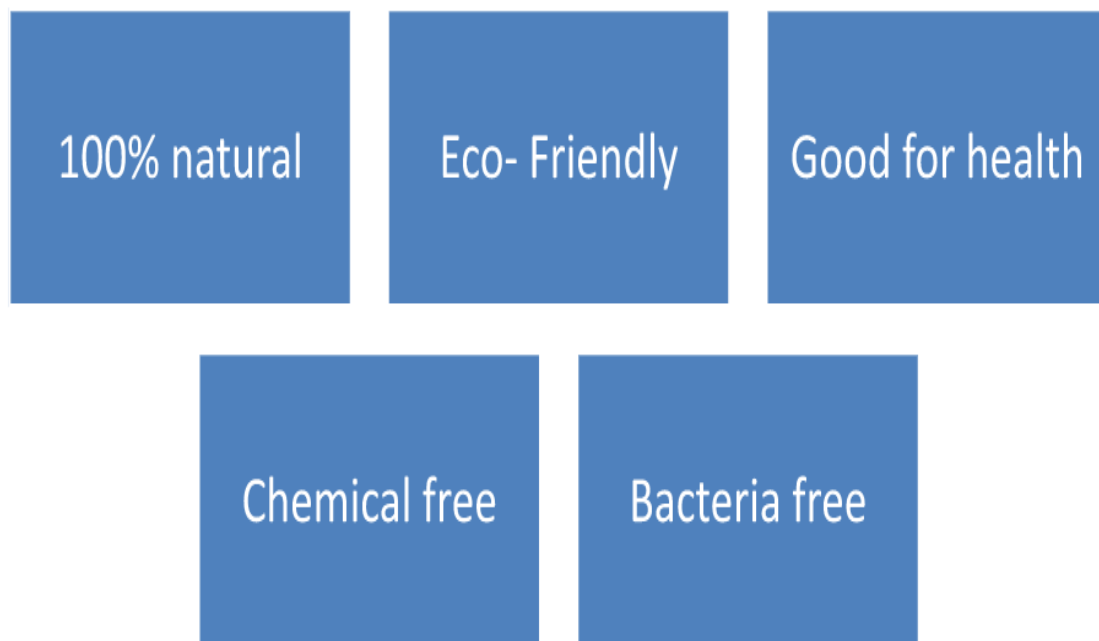 100% natural
Eco- Friendly
Good for health
Chemical free
Bacteria free